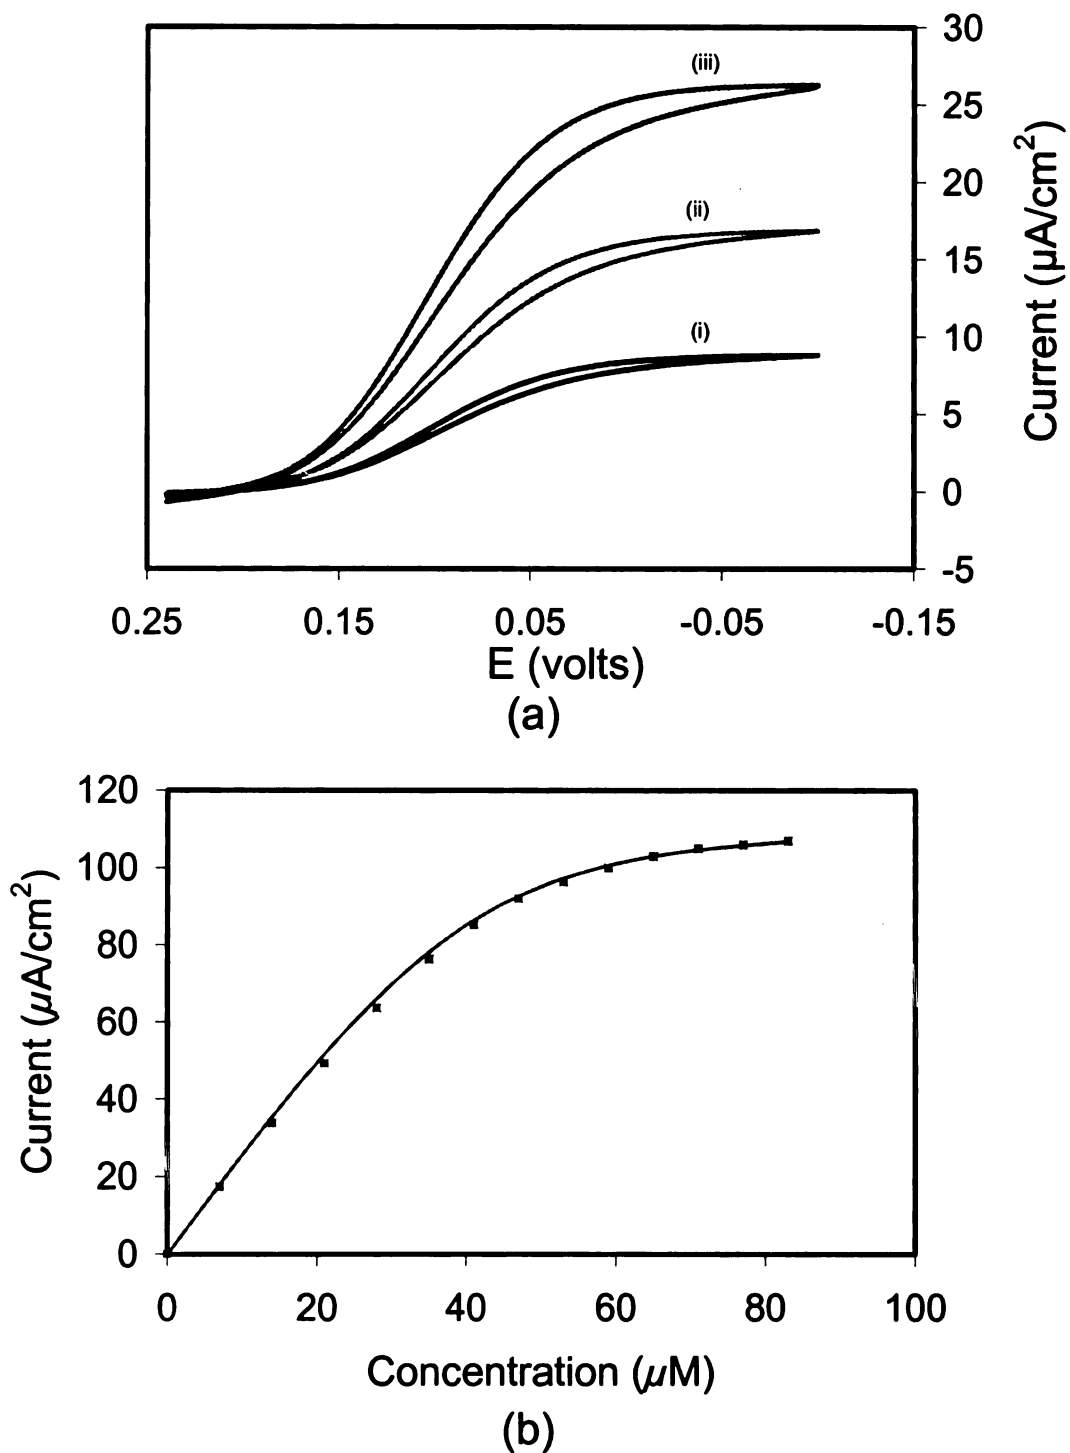 30
(iii)
25
20
(ii)
15
(i)
10
5
0
-5
Current (µA/cm²)
0.25 0.15 0.05 -0.05 -0.15
E (volts)
(a)
120
100
80
60
40
20
0
Current (µA/cm²)
0 20 40 60 80 100
Concentration (µM)
(b)